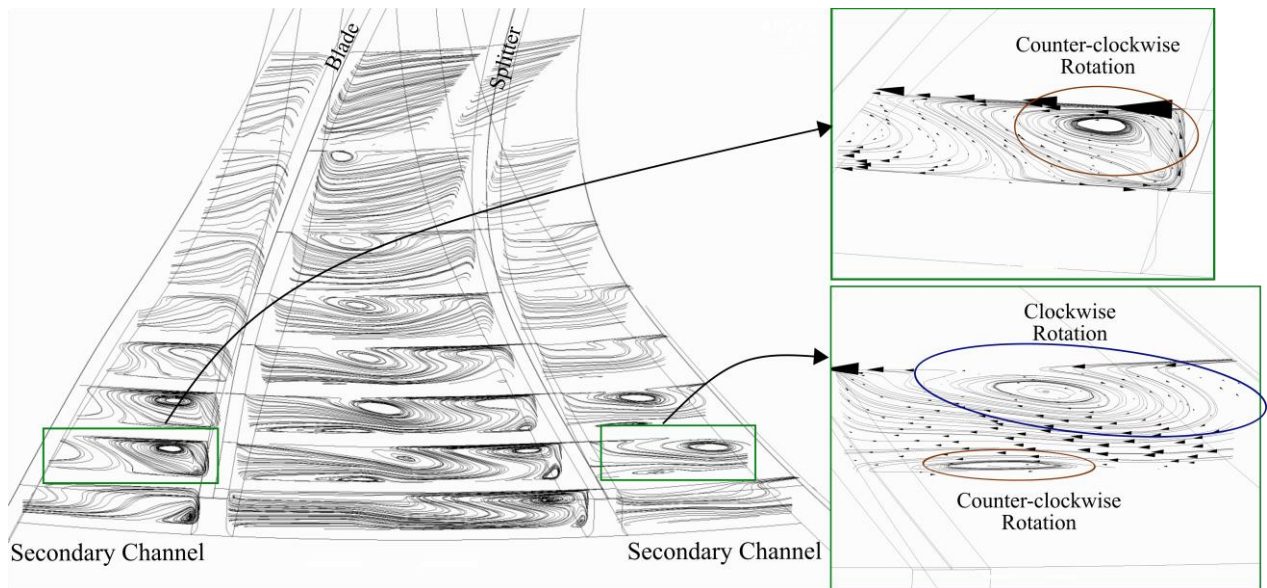 Blade
Splitter
Secondary Channel
Secondary Channel
Counter-clockwise
Rotation
Clockwise
Rotation
Counter-clockwise
Rotation